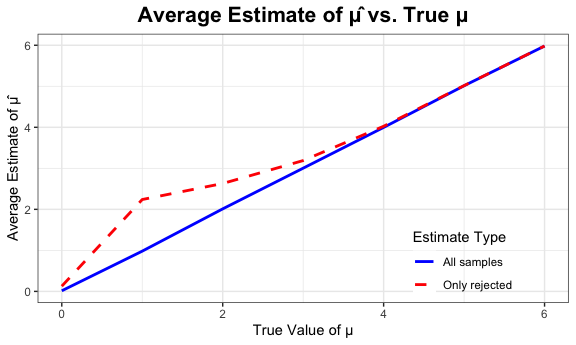 Average Estimate of μ̂ vs. True μ
Average Estimate of μ̂
6
4
2
0
0
2
4
6
True Value of μ
Estimate Type
All samples
Only rejected